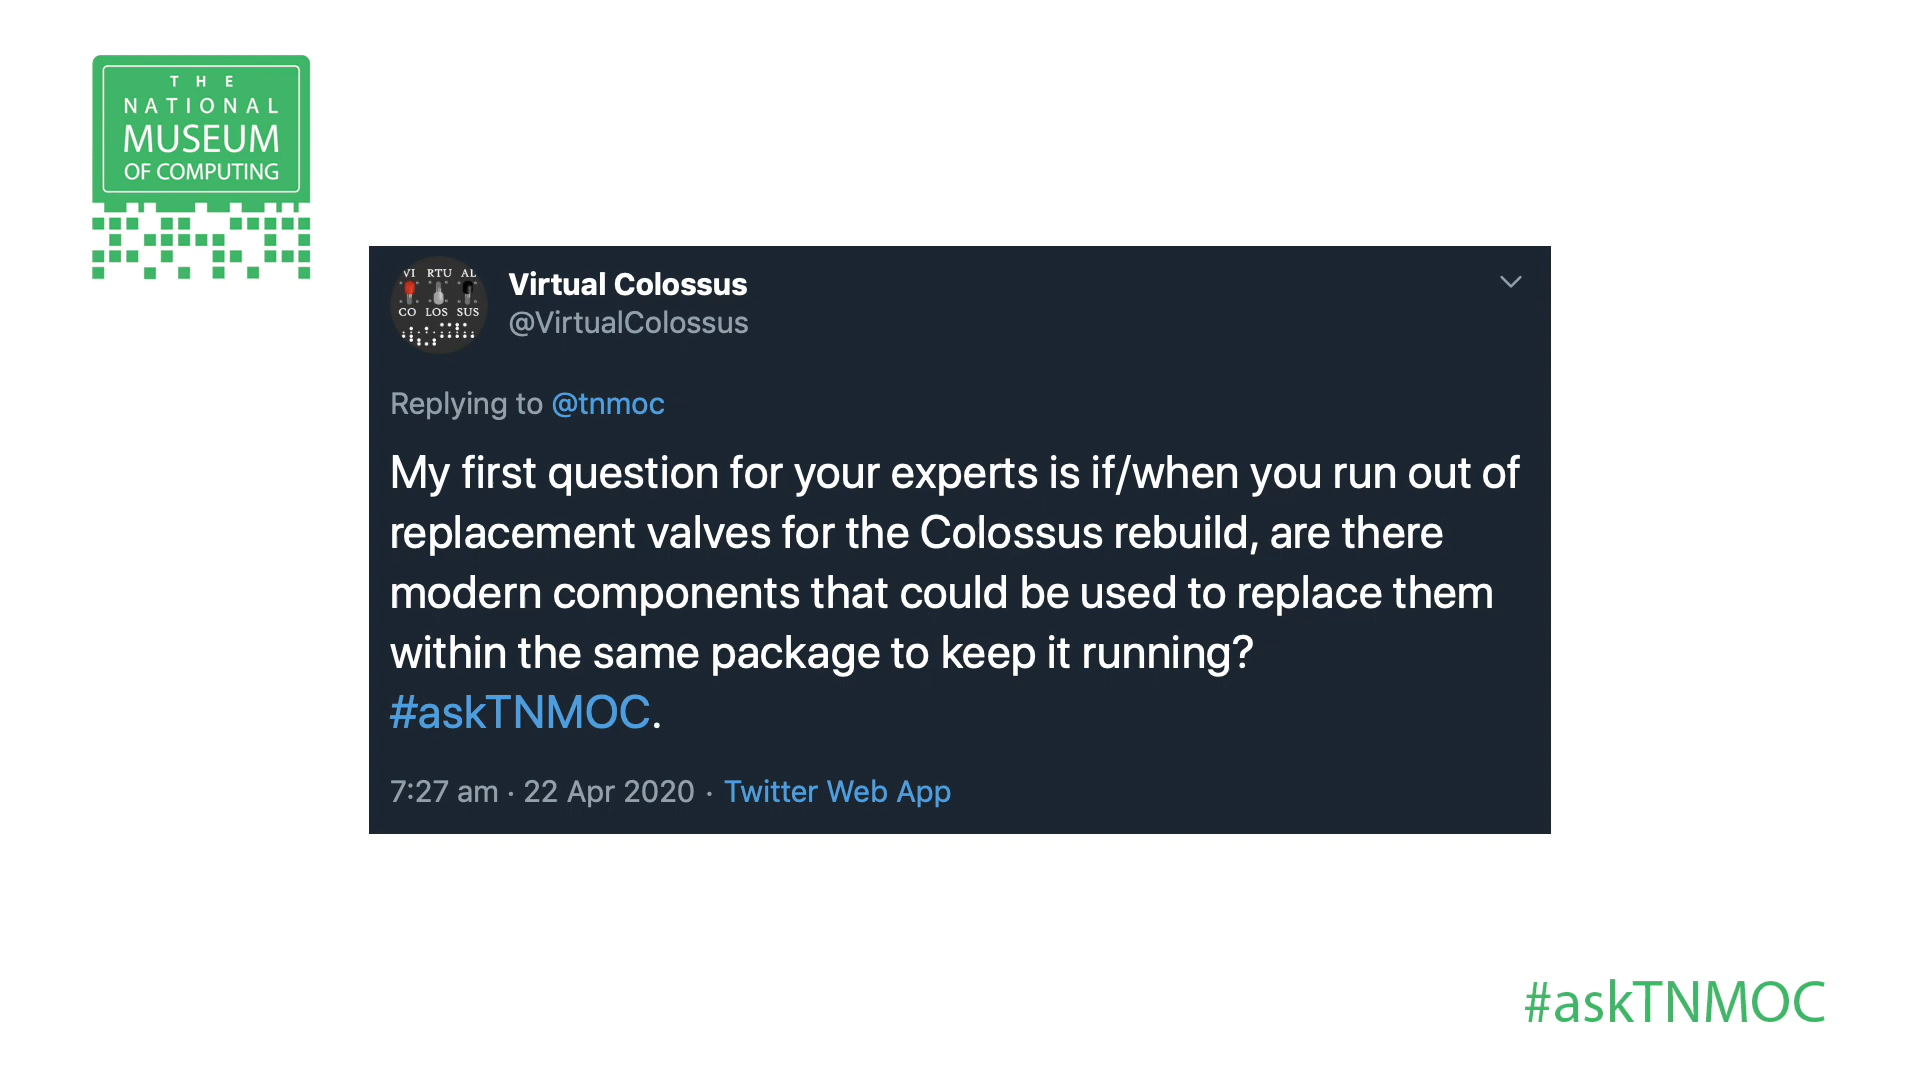 THE
NATIONAL
MUSEUM
OF COMPUTING
VI RTU AL
CO LOS SUS
Virtual Colossus
@VirtualColossus
Replying to @tnmoc
My first question for your experts is if/when you run out of
replacement valves for the Colossus rebuild, are there
modern components that could be used to replace them
within the same package to keep it running?
#askTNMOC.
7:27 am · 22 Apr 2020 · Twitter Web App
#askTNMOC